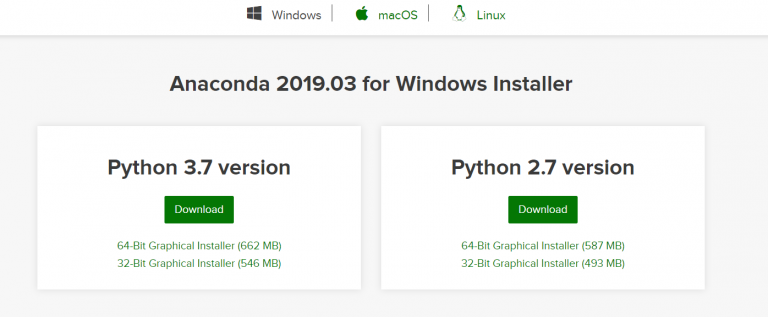 Windows macOS Linux
Anaconda 2019.03 for Windows Installer
Python 3.7 version
Download
64-Bit Graphical Installer (662 MB)
32-Bit Graphical Installer (546 MB)
Python 2.7 version
Download
64-Bit Graphical Installer (587 MB)
32-Bit Graphical Installer (493 MB)